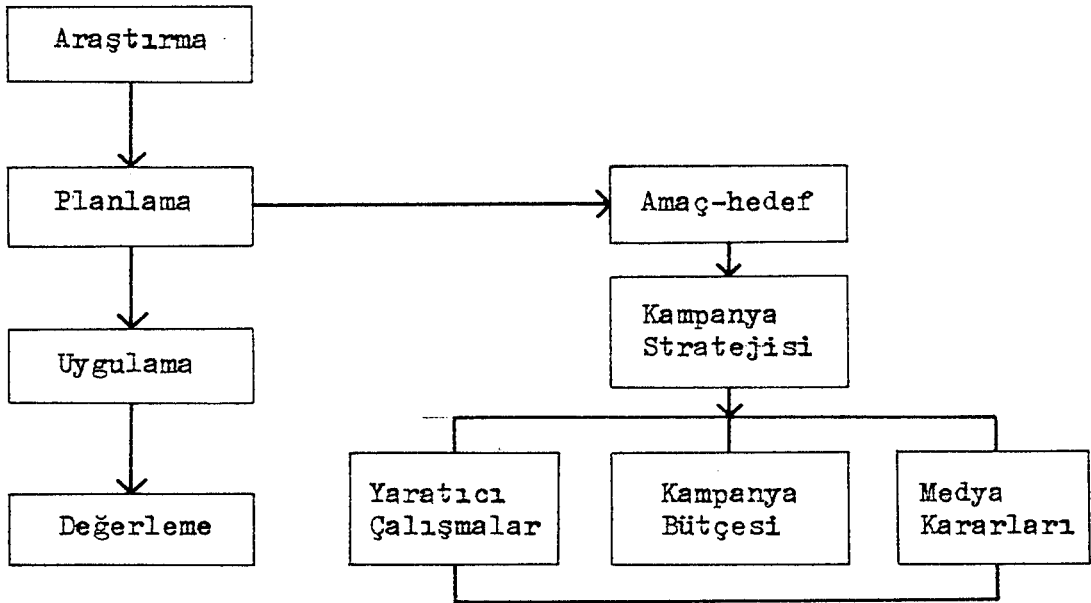 Araştırma
Planlama
Amaç-hedef
Kampanya
Stratejisi
Uygulama
Yaratıcı
Çalışmalar
Kampanya
Bütçesi
Medya
Kararları
Değerleme